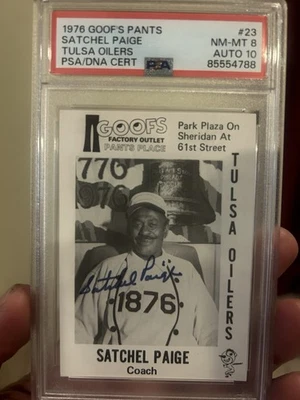 1976 GOOF'S PANTS #23
SATCHEL PAIGE NM-MT 8
TULSA OILERS AUTO 10
PSA/DNA CERT PSA 85554788
GOOFS
FACTORY OUTLET
PANTS PLACE
Park Plaza On
Sheridan At
61st Street
TULSA OILERS
776
Satchel Paige
1876
SATCHEL PAIGE
Coach